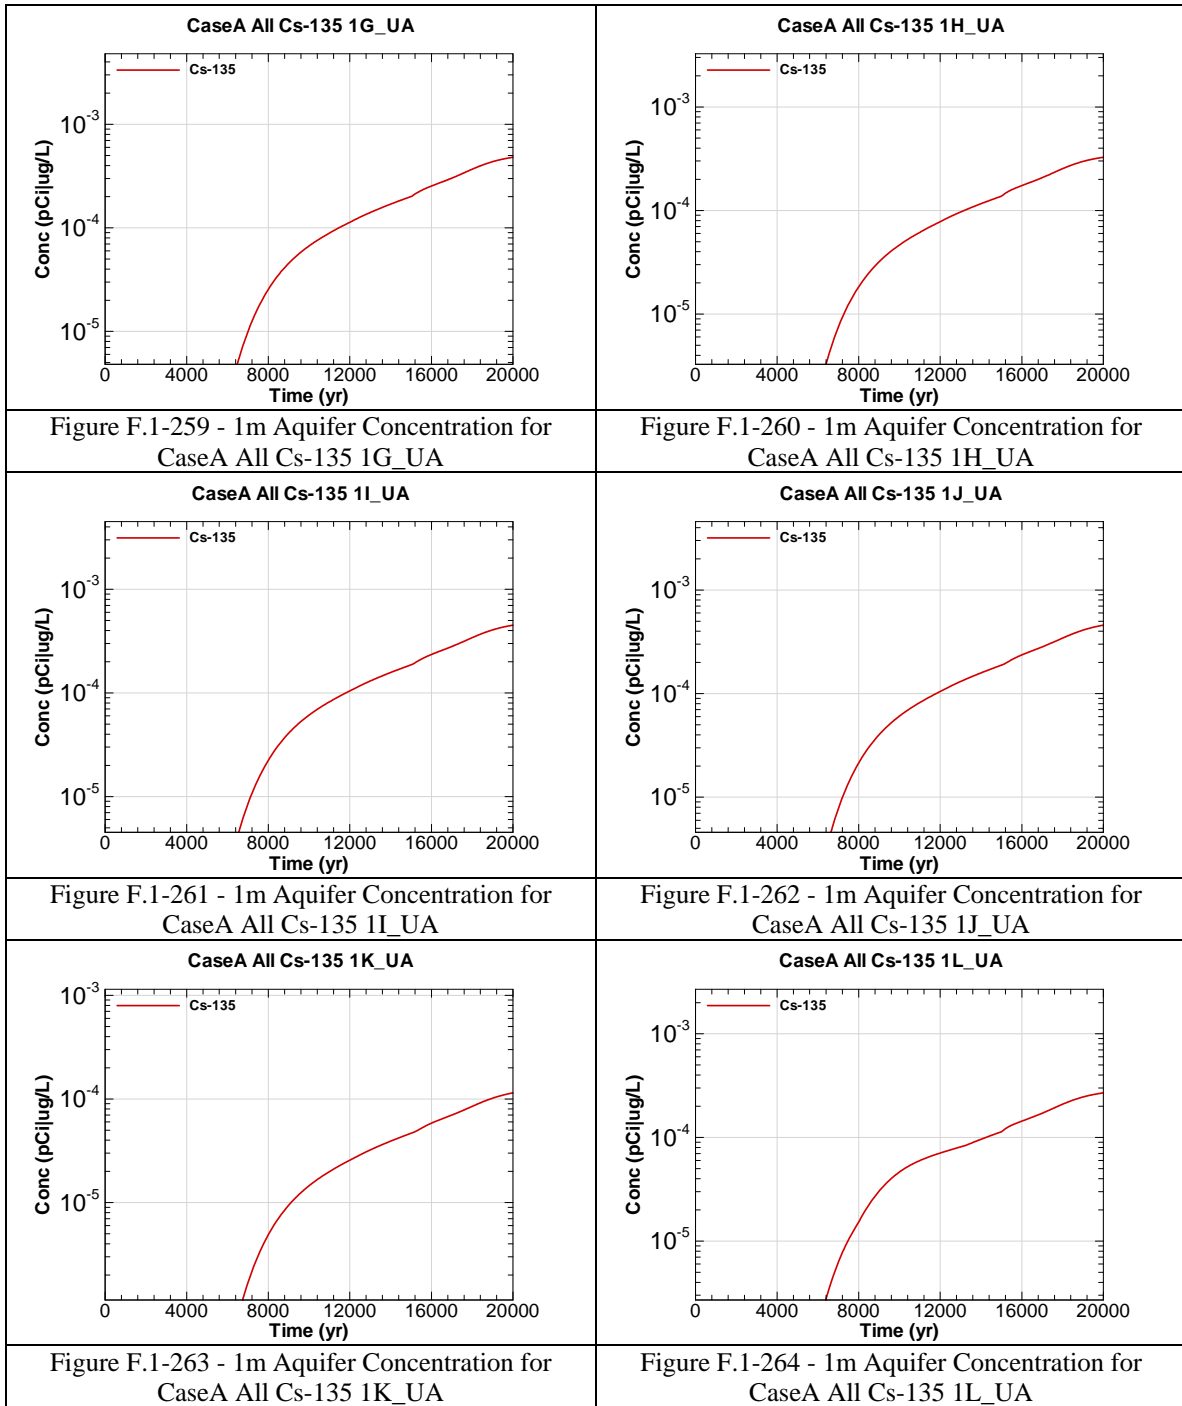 CaseA All Cs-135 1G_UA
Cs-135
10-3
10-4
10-5
Conc (pCi|ug/L)
0 4000 8000 12000 16000 20000
Time (yr)
Figure F.1-259 - 1m Aquifer Concentration for
CaseA All Cs-135 1G_UA
CaseA All Cs-135 1H_UA
Cs-135
10-3
10-4
10-5
Conc (pCi|ug/L)
0 4000 8000 12000 16000 20000
Time (yr)
Figure F.1-260 - 1m Aquifer Concentration for
CaseA All Cs-135 1H_UA
CaseA All Cs-135 1I_UA
Cs-135
10-3
10-4
10-5
Conc (pCi|ug/L)
0 4000 8000 12000 16000 20000
Time (yr)
Figure F.1-261 - 1m Aquifer Concentration for
CaseA All Cs-135 1I_UA
CaseA All Cs-135 1J_UA
Cs-135
10-3
10-4
10-5
Conc (pCi|ug/L)
0 4000 8000 12000 16000 20000
Time (yr)
Figure F.1-262 - 1m Aquifer Concentration for
CaseA All Cs-135 1J_UA
CaseA All Cs-135 1K_UA
Cs-135
10-3
10-4
10-5
Conc (pCi|ug/L)
0 4000 8000 12000 16000 20000
Time (yr)
Figure F.1-263 - 1m Aquifer Concentration for
CaseA All Cs-135 1K_UA
CaseA All Cs-135 1L_UA
Cs-135
10-3
10-4
10-5
Conc (pCi|ug/L)
0 4000 8000 12000 16000 20000
Time (yr)
Figure F.1-264 - 1m Aquifer Concentration for
CaseA All Cs-135 1L_UA